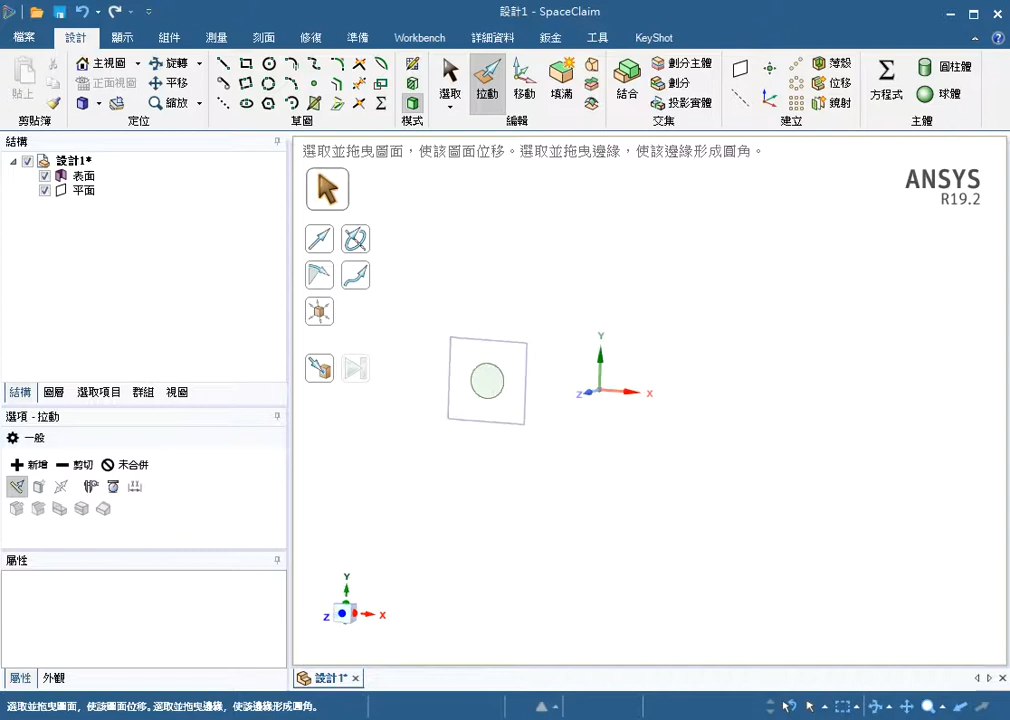 設計1 - SpaceClaim
檔案 設計 顯示 組件 測量 刻面 修復 準備 Workbench 詳細資料 鈑金 工具 KeyShot
貼上 主視圖 正面視圖 旋轉 平移 縮放 選取 拉動 移動 填滿 結合 劃分主體 劃分 投影實體 薄殼 位移 鏡射 方程式 圓柱體 球體
剪貼簿 定位 草圖 模式 編輯 交集 建立 主體
結構
設計1*
表面
平面
選取並拖曳圖面，使該圖面位移。選取並拖曳邊緣，使該邊緣形成圓角。
ANSYS
R19.2
Y
X
Z
結構 圖層 選取項目 群組 視圖
選項 - 拉動
一般
新增 剪切 未合併
屬性
Y
X
Z
屬性 外觀
設計1*
選取並拖曳圖面，使該圖面位移。選取並拖曳邊緣，使該邊緣形成圓角。